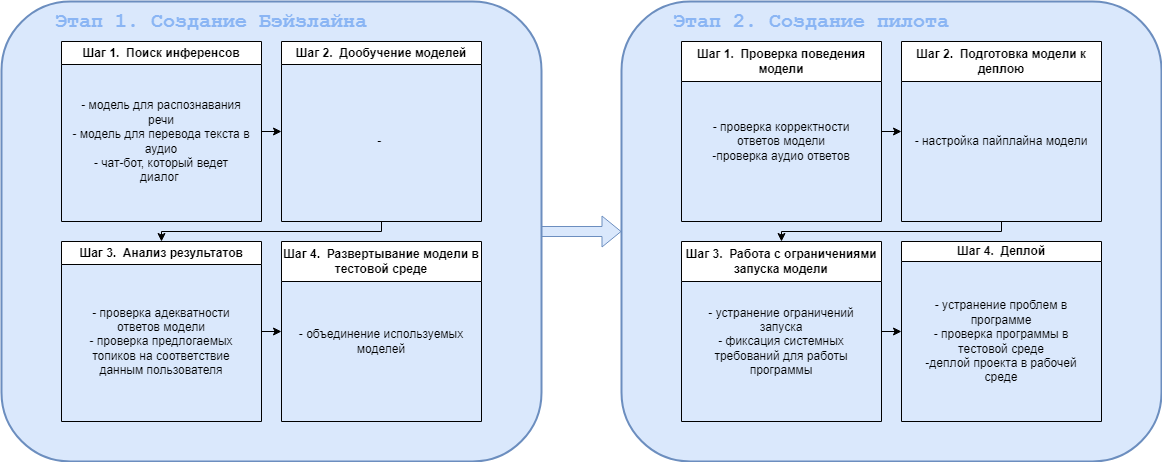 Этап 1. Создание Бэйзлайна
Шаг 1. Поиск инференсов
- модель для распознавания
речи
- модель для перевода текста в
аудио
- чат-бот, который ведет
диалог
Шаг 2. Дообучение моделей
-
Шаг 3. Анализ результатов
- проверка адекватности
ответов модели
- проверка предлогаемых
топиков на соответствие
данным пользователя
Шаг 4. Развертывание модели в
тестовой среде
- объединение используемых
моделей
Этап 2. Создание пилота
Шаг 1. Проверка поведения
модели
- проверка корректности
ответов модели
-проверка аудио ответов
Шаг 2. Подготовка модели к
деплою
- настройка пайплайна модели
Шаг 3. Работа с ограничениями
запуска модели
- устранение ограничений
запуска
- фиксация системных
требований для работы
программы
Шаг 4. Деплой
- устранение проблем в
программе
- проверка программы в
тестовой среде
-деплой проекта в рабочей
среде